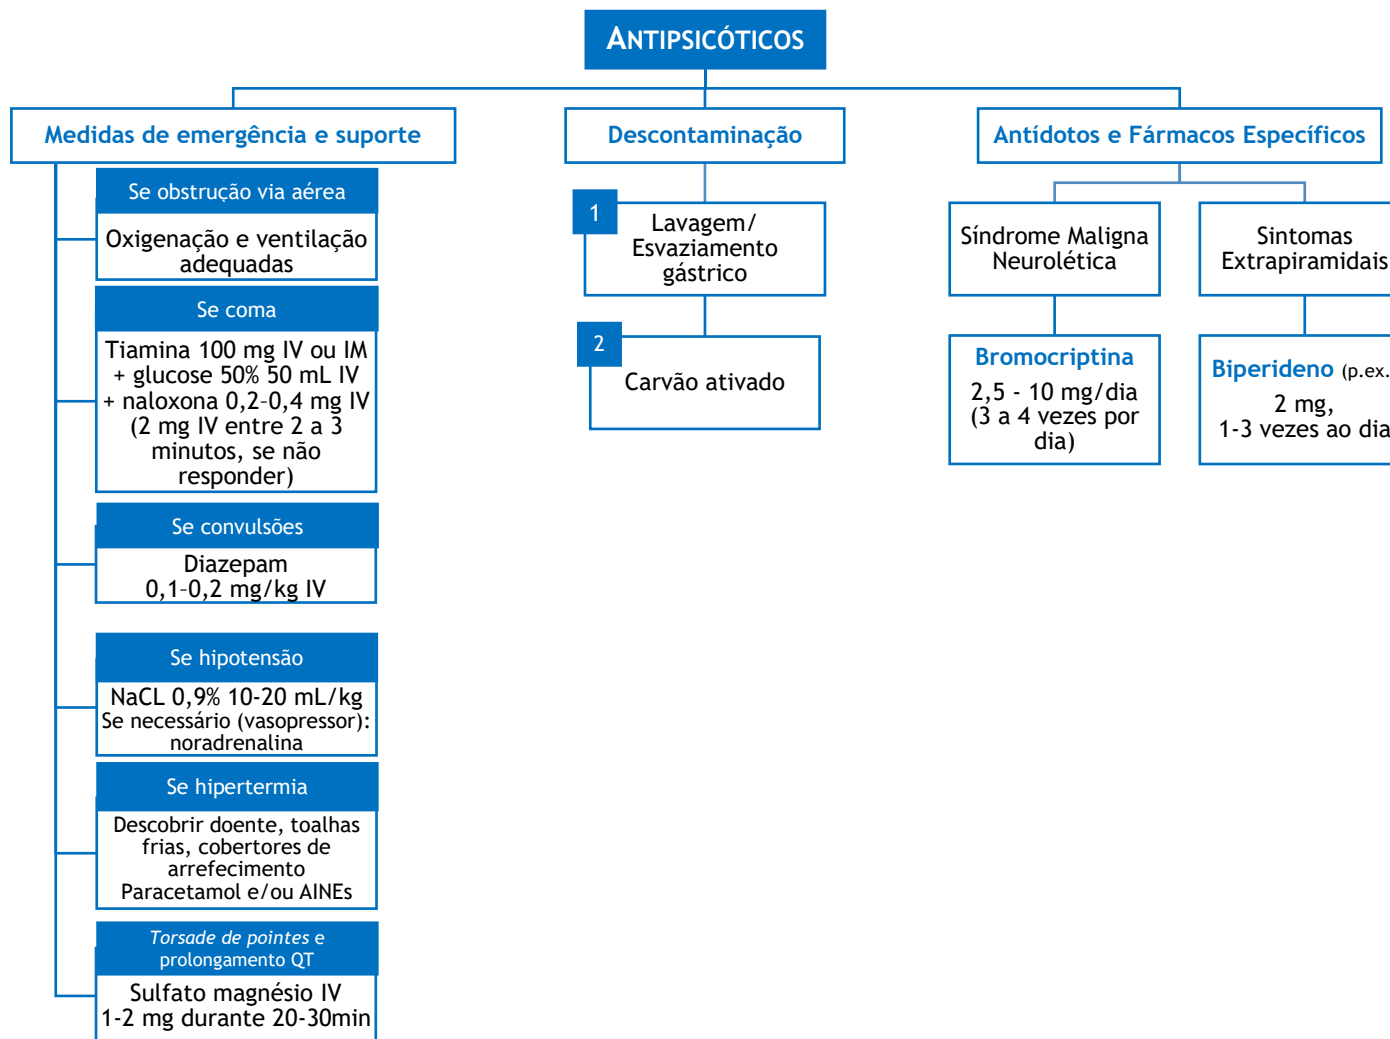 ANTIPSICÓTICOS
Medidas de emergência e suporte
Se obstrução via aérea
Oxigenação e ventilação
adequadas
Se coma
Tiamina 100 mg IV ou IM
+ glucose 50% 50 mL IV
+ naloxona 0,2–0,4 mg IV
(2 mg IV entre 2 a 3
minutos, se não
responder)
Se convulsões
Diazepam
0,1–0,2 mg/kg IV
Se hipotensão
NaCL 0,9% 10-20 mL/kg
Se necessário (vasopressor):
noradrenalina
Se hipertermia
Descobrir doente, toalhas
frias, cobertores de
arrefecimento
Paracetamol e/ou AINEs
Torsade de pointes e
prolongamento QT
Sulfato magnésio IV
1-2 mg durante 20-30min
Descontaminação
1
Lavagem/
Esvaziamento
gástrico
2
Carvão ativado
Antídotos e Fármacos Específicos
Síndrome Maligna
Neurolética
Bromocriptina
2,5 - 10 mg/dia
(3 a 4 vezes por
dia)
Sintomas
Extrapiramidais
Biperideno (p.ex.
2 mg,
1-3 vezes ao dia